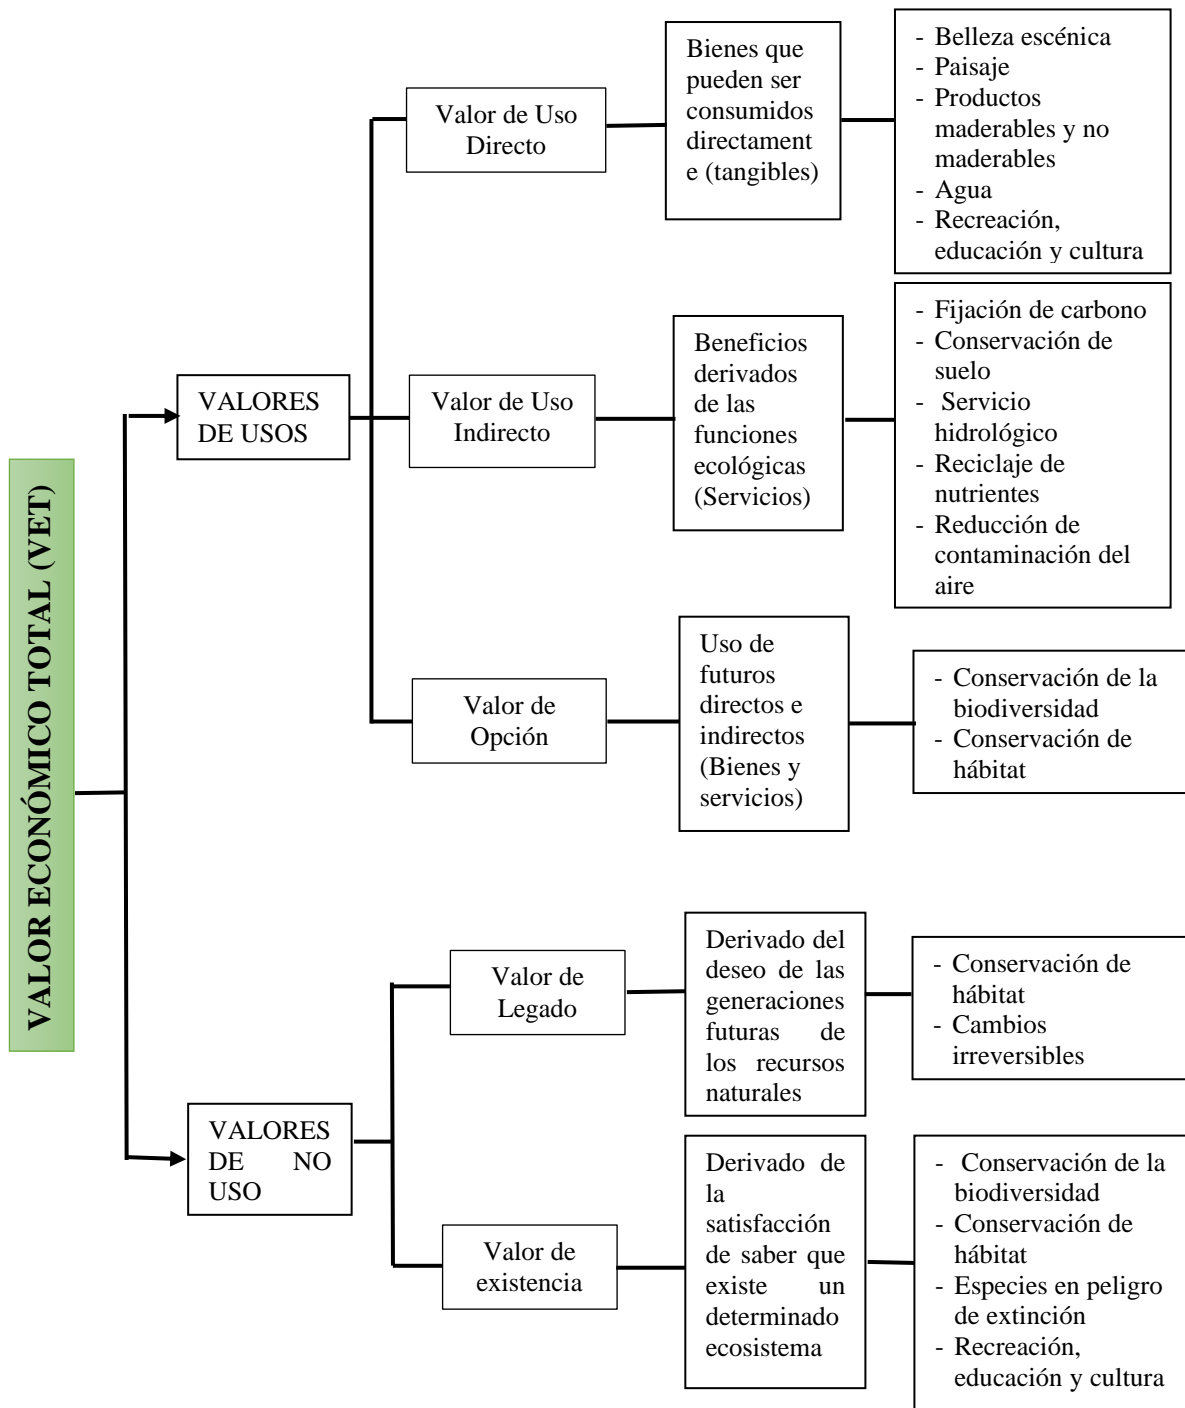 VALOR ECONÓMICO TOTAL (VET)
VALORES
DE USOS
Valor de Uso
Directo
Bienes que
pueden ser
consumidos
directament
e (tangibles)
- Belleza escénica
- Paisaje
- Productos
maderables y no
maderables
- Agua
- Recreación,
educación y cultura
Valor de Uso
Indirecto
Beneficios
derivados
de las
funciones
ecológicas
(Servicios)
- Fijación de carbono
- Conservación de
suelo
- Servicio
hidrológico
- Reciclaje de
nutrientes
- Reducción de
contaminación del
aire
Valor de
Opción
Uso de
futuros
directos e
indirectos
(Bienes y
servicios)
- Conservación de la
biodiversidad
- Conservación de
hábitat
VALORES
DE NO
USO
Valor de
Legado
Derivado del
deseo de las
generaciones
futuras de
los recursos
naturales
- Conservación de
hábitat
- Cambios
irreversibles
Valor de
existencia
Derivado de
la
satisfacción
de saber que
existe un
determinado
ecosistema
- Conservación de la
biodiversidad
- Conservación de
hábitat
- Especies en peligro
de extinción
- Recreación,
educación y cultura